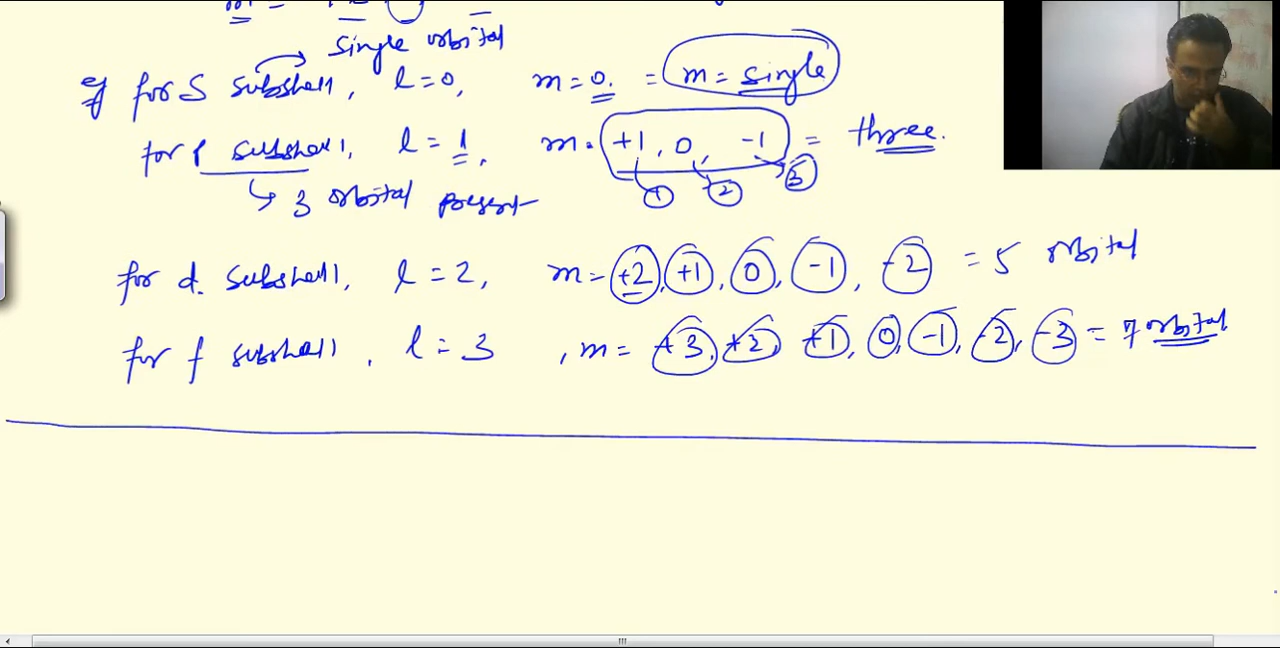 single orbital
eg for S subshell, l=0, m=0. = m=single
for p subshell, l=1, m. +1, 0, -1 = three.
1 2 3
↳ 3 orbital present
for d. subshell, l=2, m=+2, +1, 0, -1, -2 = 5 orbital
for f subshell, l=3, m= +3, +2, +1, 0, -1, -2, -3 = 7 orbital